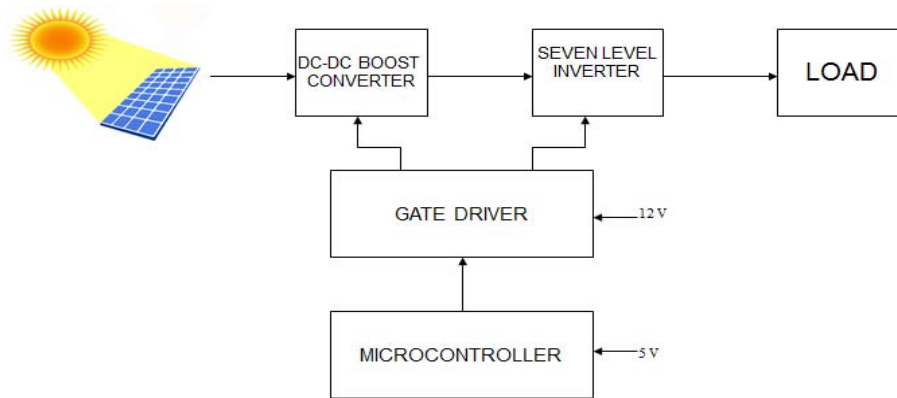 DC-DC BOOST
CONVERTER
SEVEN LEVEL
INVERTER
LOAD
GATE DRIVER
12 V
MICROCONTROLLER
5 V